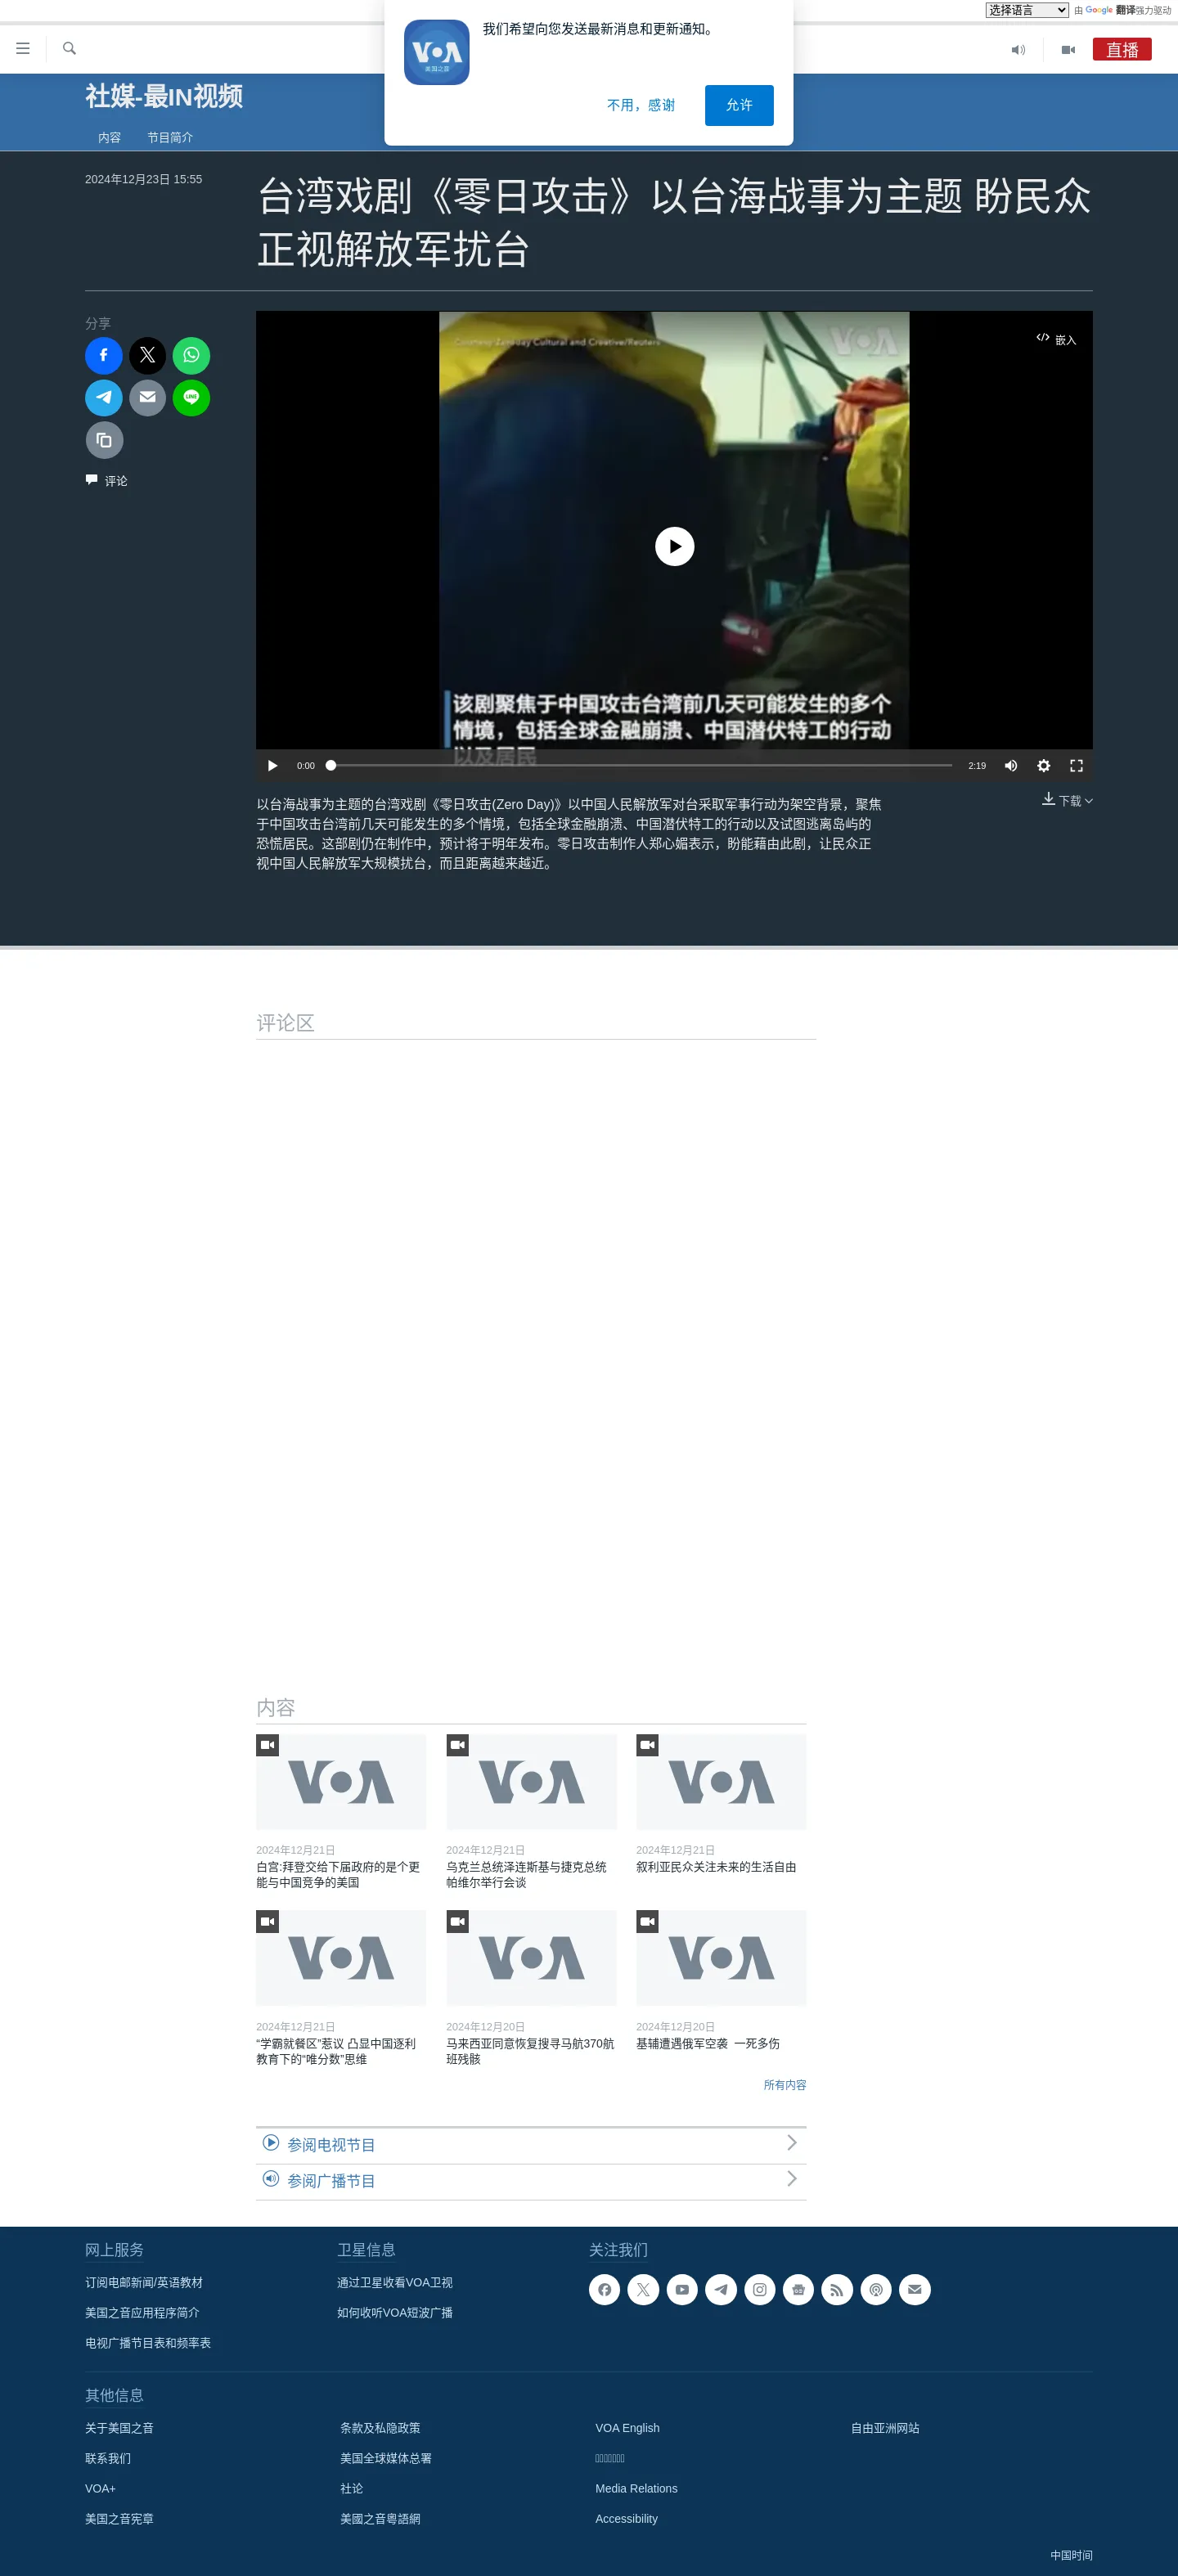 选择语言 由 Google 翻译强力驱动
VOA
美国之音
我们希望向您发送最新消息和更新通知。
不用，感谢
允许
直播
社媒-最IN视频
内容 节目简介
2024年12月23日 15:55
台湾戏剧《零日攻击》以台海战事为主题 盼民众
正视解放军扰台
分享
评论
Courtesy Zeroday Cultural and Creative/Reuters
VOA
嵌入
该剧聚焦于中国攻击台湾前几天可能发生的多个
情境，包括全球金融崩溃、中国潜伏特工的行动
以及居民
0:00
2:19
下载
以台海战事为主题的台湾戏剧《零日攻击(Zero Day)》以中国人民解放军对台采取军事行动为架空背景，聚焦
于中国攻击台湾前几天可能发生的多个情境，包括全球金融崩溃、中国潜伏特工的行动以及试图逃离岛屿的
恐慌居民。这部剧仍在制作中，预计将于明年发布。零日攻击制作人郑心媚表示，盼能藉由此剧，让民众正
视中国人民解放军大规模扰台，而且距离越来越近。
评论区
内容
VOA
VOA
VOA
2024年12月21日
白宫:拜登交给下届政府的是个更
能与中国竞争的美国
2024年12月21日
乌克兰总统泽连斯基与捷克总统
帕维尔举行会谈
2024年12月21日
叙利亚民众关注未来的生活自由
VOA
VOA
VOA
2024年12月21日
“学霸就餐区”惹议 凸显中国逐利
教育下的“唯分数”思维
2024年12月20日
马来西亚同意恢复搜寻马航370航
班残骸
2024年12月20日
基辅遭遇俄军空袭 一死多伤
所有内容
参阅电视节目
参阅广播节目
网上服务
订阅电邮新闻/英语教材
美国之音应用程序简介
电视广播节目表和频率表
卫星信息
通过卫星收看VOA卫视
如何收听VOA短波广播
关注我们
其他信息
关于美国之音
联系我们
VOA+
美国之音宪章
条款及私隐政策
美国全球媒体总署
社论
美國之音粵語網
VOA English
Media Relations
Accessibility
自由亚洲网站
中国时间